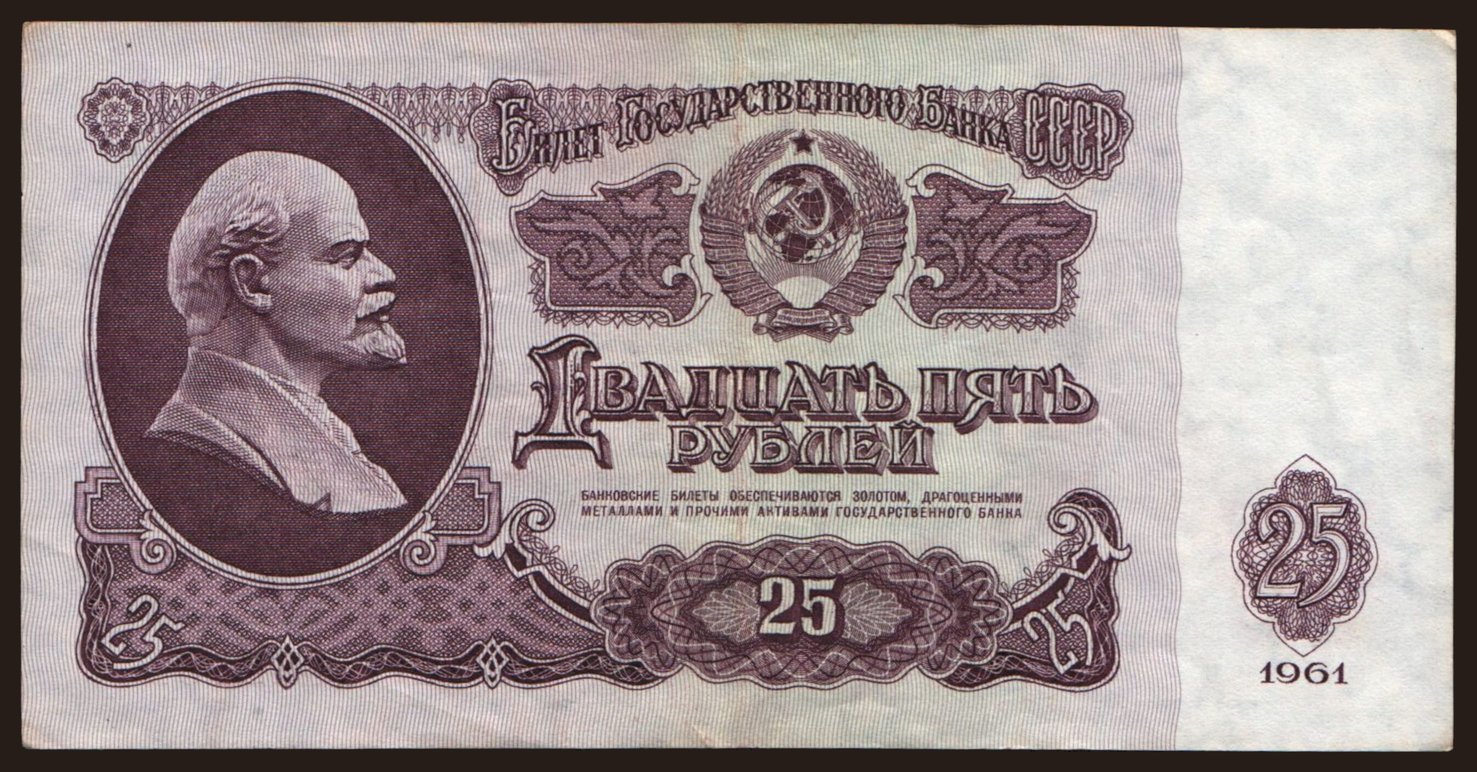 Билет Государственного Банка СССР
Двадцать пять
рублей
БАНКОВСКИЕ БИЛЕТЫ ОБЕСПЕЧИВАЮТСЯ ЗОЛОТОМ, ДРАГОЦЕННЫМИ
МЕТАЛЛАМИ И ПРОЧИМИ АКТИВАМИ ГОСУДАРСТВЕННОГО БАНКА
25
25
25
25
1961